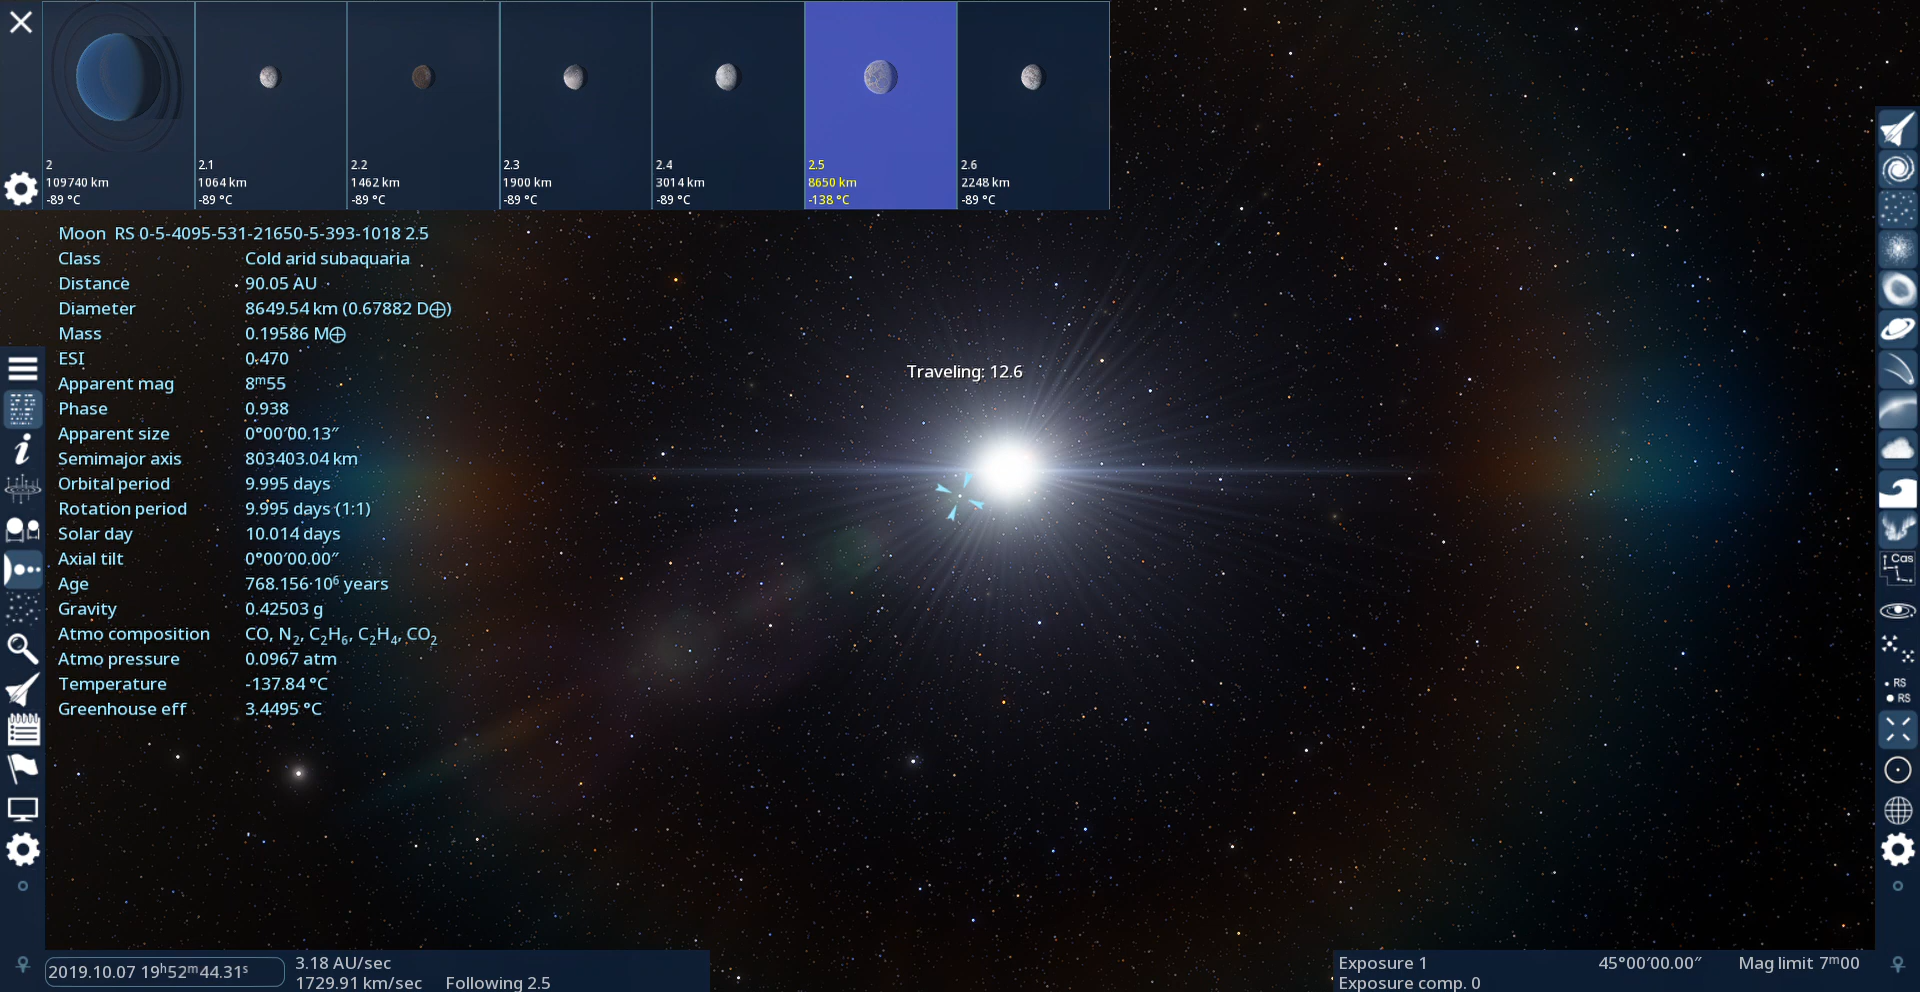 2
109740 km
-89 °C
2.1
1064 km
-89 °C
2.2
1462 km
-89 °C
2.3
1900 km
-89 °C
2.4
3014 km
-89 °C
2.5
8650 km
-138 °C
2.6
2248 km
-89 °C
Moon RS 0-5-4095-531-21650-5-393-1018 2.5
Class Cold arid subaquaria
Distance 90.05 AU
Diameter 8649.54 km (0.67882 D⊕)
Mass 0.19586 M⊕
ESI 0.470
Apparent mag 8ᵐ55
Phase 0.938
Apparent size 0°00′00.13″
Semimajor axis 803403.04 km
Orbital period 9.995 days
Rotation period 9.995 days (1:1)
Solar day 10.014 days
Axial tilt 0°00′00.00″
Age 768.156·10⁶ years
Gravity 0.42503 g
Atmo composition CO, N₂, C₂H₆, C₂H₄, CO₂
Atmo pressure 0.0967 atm
Temperature -137.84 °C
Greenhouse eff 3.4495 °C
Traveling: 12.6
Cas
RS
RS
2019.10.07 19ʰ52ᵐ44.31ˢ
3.18 AU/sec
1729.91 km/sec Following 2.5
Exposure 1 45°00′00.00″ Mag limit 7ᵐ00
Exposure comp. 0